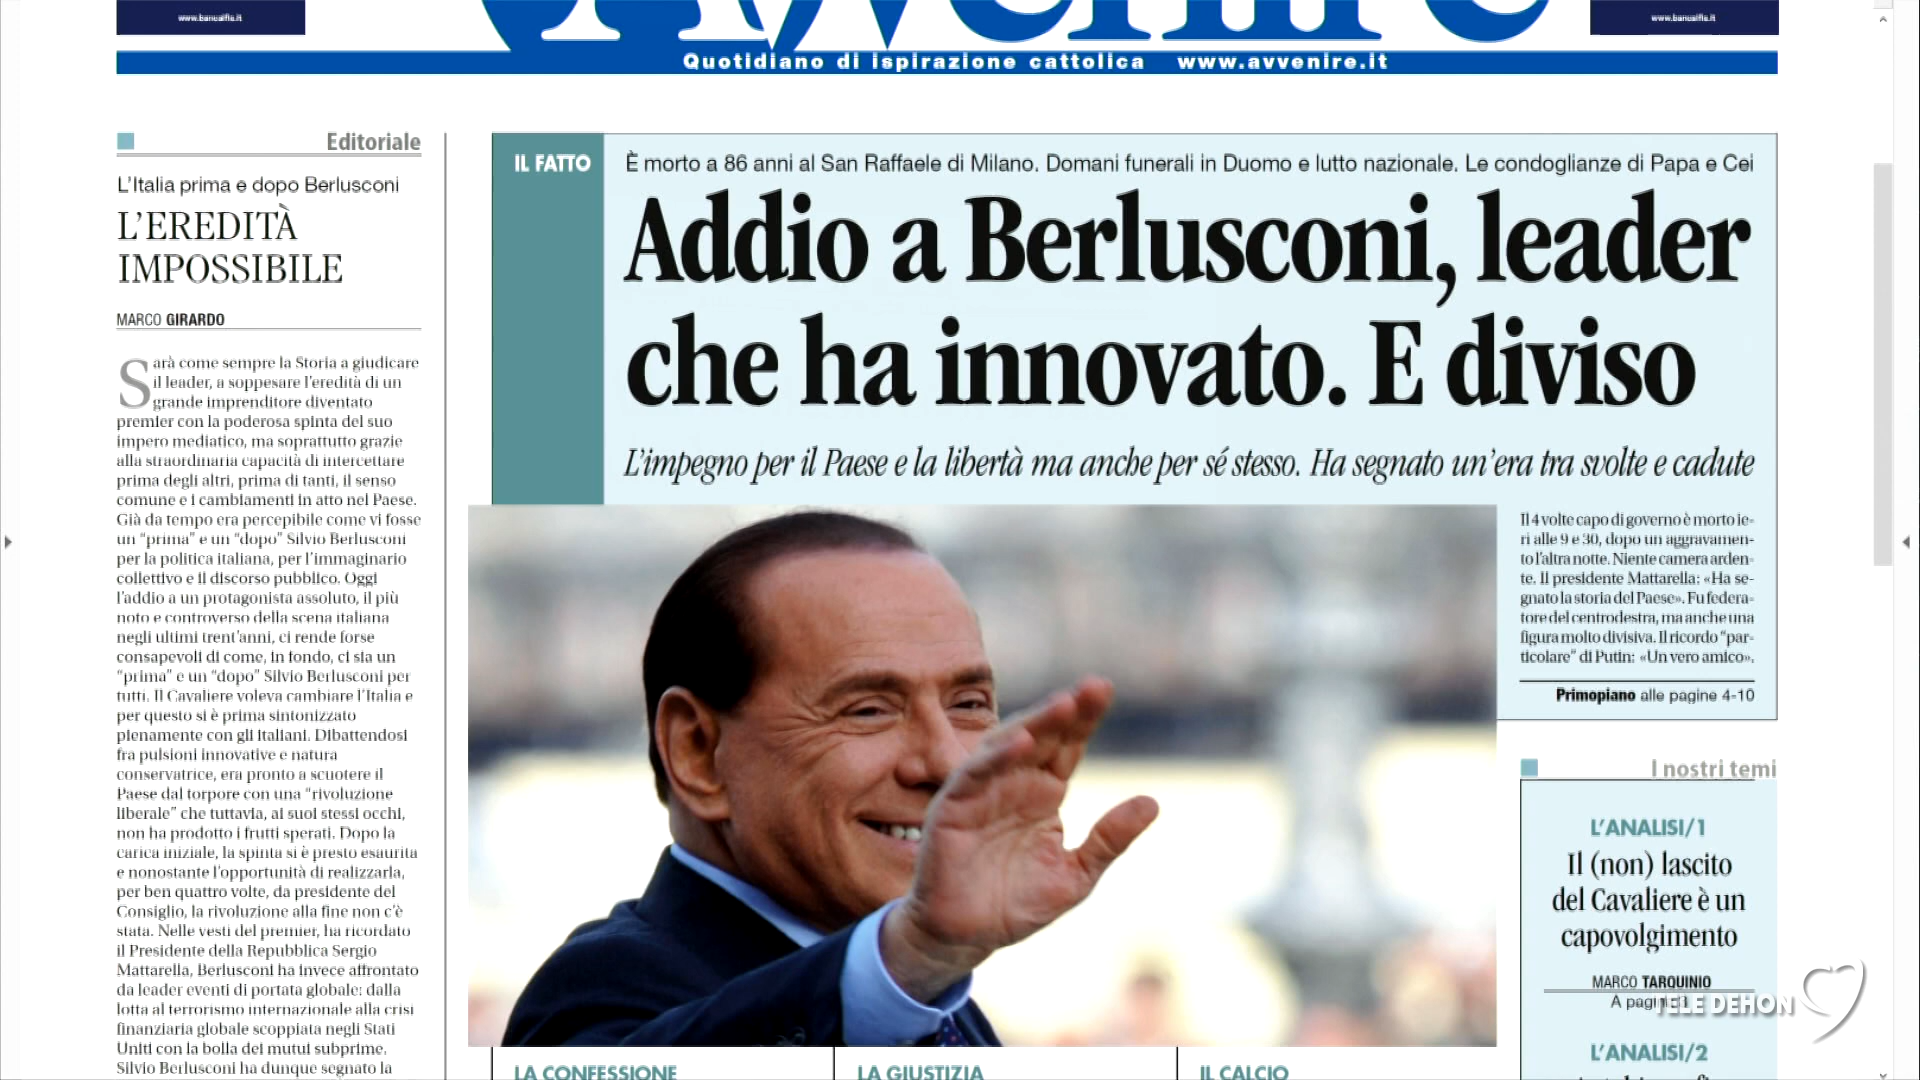 www.bancalfis.it
Avvenire
www.bancalfis.it
Quotidiano di ispirazione cattolica www.avvenire.it
Editoriale
L'Italia prima e dopo Berlusconi
L'EREDITÀ
IMPOSSIBILE
MARCO GIRARDO
Sarà come sempre la Storia a giudicare
il leader, a soppesare l'eredità di un
grande imprenditore diventato
premier con la poderosa spinta del suo
impero mediatico, ma soprattutto grazie
alla straordinaria capacità di intercettare
prima degli altri, prima di tanti, il senso
comune e i cambiamenti in atto nel Paese.
Già da tempo era percepibile come vi fosse
un "prima" e un "dopo" Silvio Berlusconi
per la politica italiana, per l'immaginario
collettivo e il discorso pubblico. Oggi
l'addio a un protagonista assoluto, il più
noto e controverso della scena italiana
negli ultimi trent'anni, ci rende forse
consapevoli di come, in fondo, ci sia un
"prima" e un "dopo" Silvio Berlusconi per
tutti. Il Cavaliere voleva cambiare l'Italia e
per questo si è prima sintonizzato
pienamente con gli Italiani. Dibattendosi
fra pulsioni innovative e natura
conservatrice, era pronto a scuotere il
Paese dal torpore con una "rivoluzione
liberale" che tuttavia, ai suoi stessi occhi,
non ha prodotto i frutti sperati. Dopo la
carica iniziale, la spinta si è presto esaurita
e nonostante l'opportunità di realizzarla,
per ben quattro volte, da presidente del
Consiglio, la rivoluzione alla fine non c'è
stata. Nelle vesti del premier, ha ricordato
il Presidente della Repubblica Sergio
Mattarella, Berlusconi ha invece affrontato
da leader eventi di portata globale: dalla
lotta al terrorismo internazionale alla crisi
finanziaria globale scoppiata negli Stati
Uniti con la bolla dei mutui subprime.
Silvio Berlusconi ha dunque segnato la
IL FATTO
È morto a 86 anni al San Raffaele di Milano. Domani funerali in Duomo e lutto nazionale. Le condoglianze di Papa e Cei
Addio a Berlusconi, leader
che ha innovato. E diviso
L'impegno per il Paese e la libertà ma anche per sé stesso. Ha segnato un'era tra svolte e cadute
Il 4 volte capo di governo è morto ie-
ri alle 9 e 30, dopo un aggravamen-
to l'altra notte. Niente camera arden-
te. Il presidente Mattarella: «Ha se-
gnato la storia del Paese». Fu federa-
tore del centrodestra, ma anche una
figura molto divisiva. Il ricordo "par-
ticolare" di Putin: «Un vero amico».
Primopiano alle pagine 4-10
I nostri temi
L'ANALISI/1
Il (non) lascito
del Cavaliere è un
capovolgimento
MARCO TARQUINIO
A pagina
TELE DEHON
L'ANALISI/2
LA CONFESSIONE
LA GIUSTIZIA
IL CALCIO